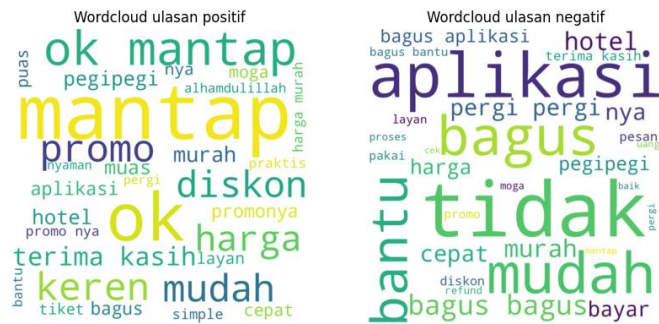 Wordcloud ulasan positif
ok mantap
puas
pegipegi
nya
moga
alhamdulillah
harga murah
mantap
promo
murah
praktis
nyaman
muas
pergi
diskon
aplikasi
ok
hotel
promonya
promo nya
harga
terima kasih
layan
bantu
keren
mudah
tiket
bagus
simple
cepat
Wordcloud ulasan negatif
bagus aplikasi
hotel
bagus bantu
terima kasih
aplikasi
layan
pergi pergi
nya
bagus
pesan
uang
proses
cek
pakai
harga
pegipegi
moga
baik
bantu
tidak
promo
pergi
cepat
murah
mantap
mudah
diskon
refund
bagus bagus
bayar